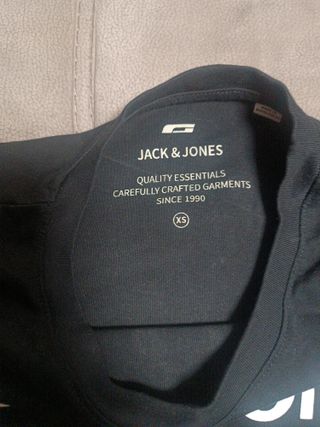 JACK & JONES
QUALITY ESSENTIALS
CAREFULLY CRAFTED GARMENTS
SINCE 1990
XS